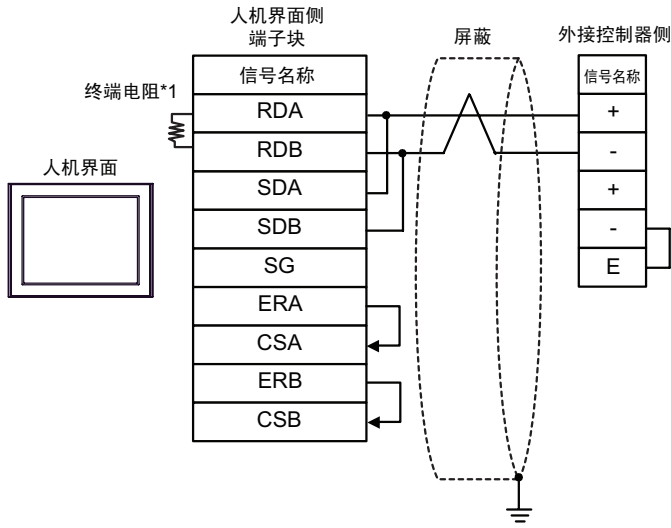 人机界面侧
端子块
屏蔽
外接控制器侧
终端电阻*1
人机界面
信号名称
RDA
RDB
SDA
SDB
SG
ERA
CSA
ERB
CSB
信号名称
+
-
+
-
E